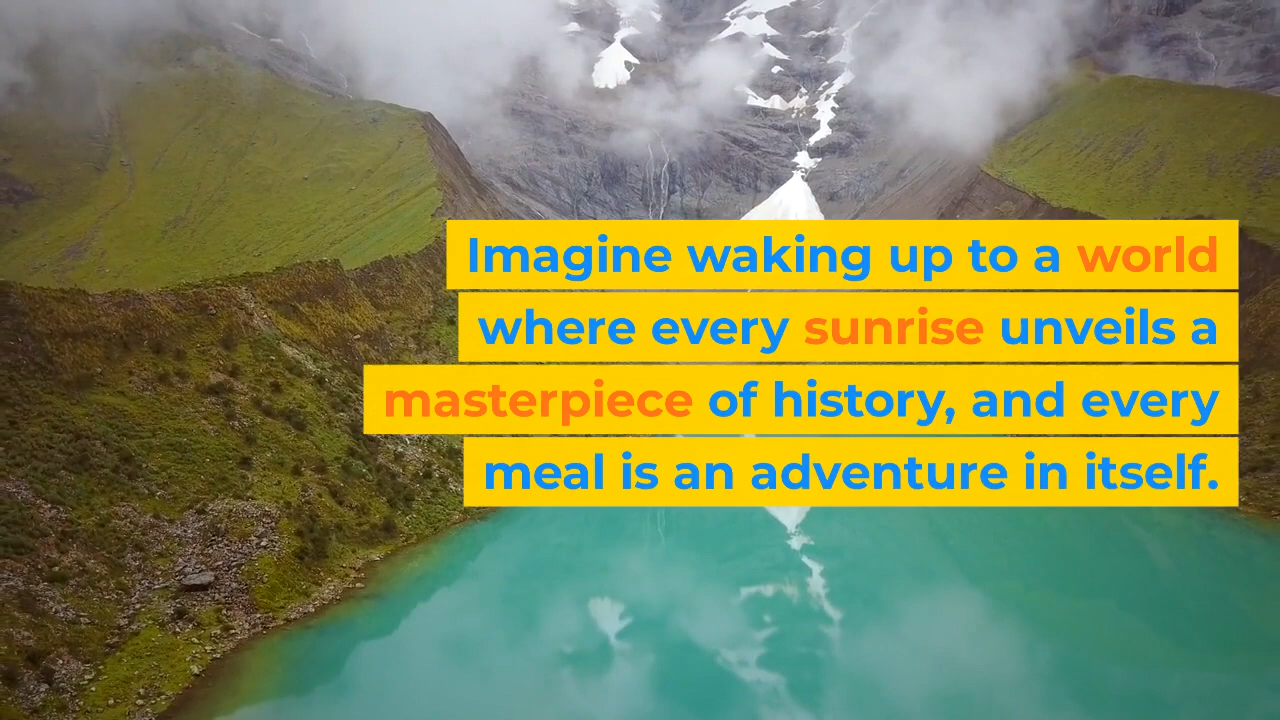 Imagine waking up to a world
where every sunrise unveils a
masterpiece of history, and every
meal is an adventure in itself.